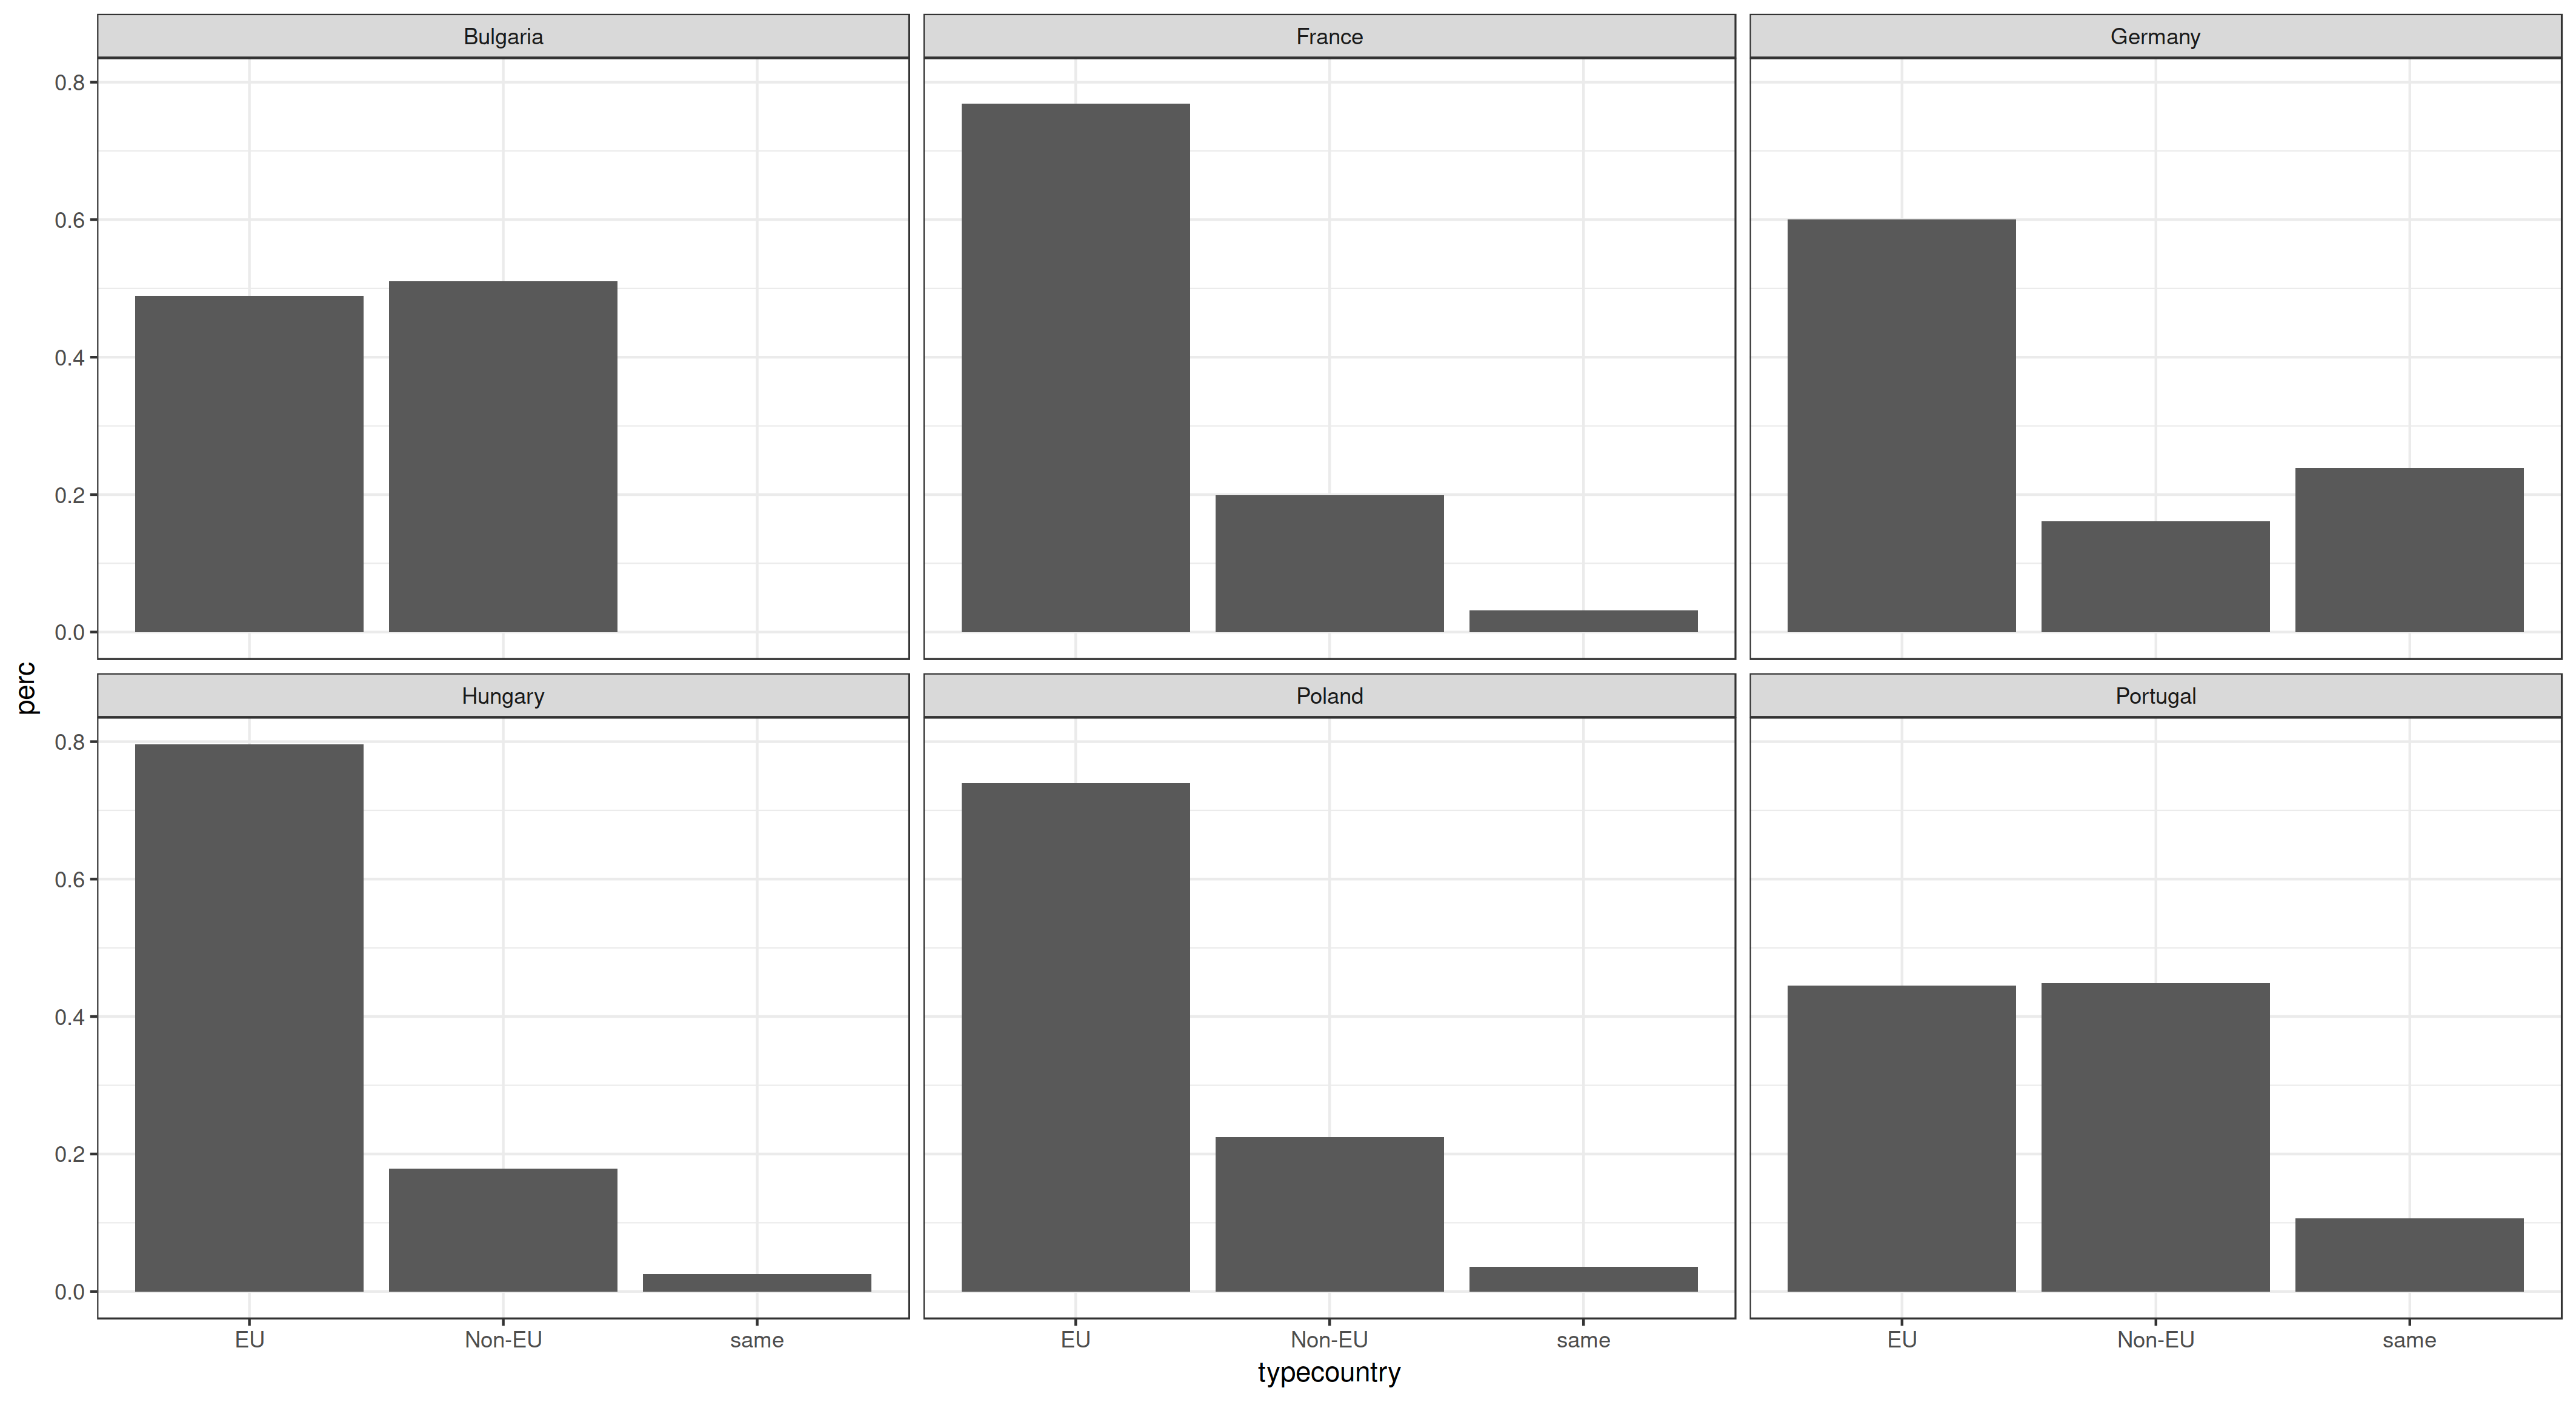 Bulgaria France Germany
0.8
0.6
0.4
0.2
0.0
perc
Hungary Poland Portugal
0.8
0.6
0.4
0.2
0.0
EU Non-EU same EU Non-EU same EU Non-EU same
typecountry